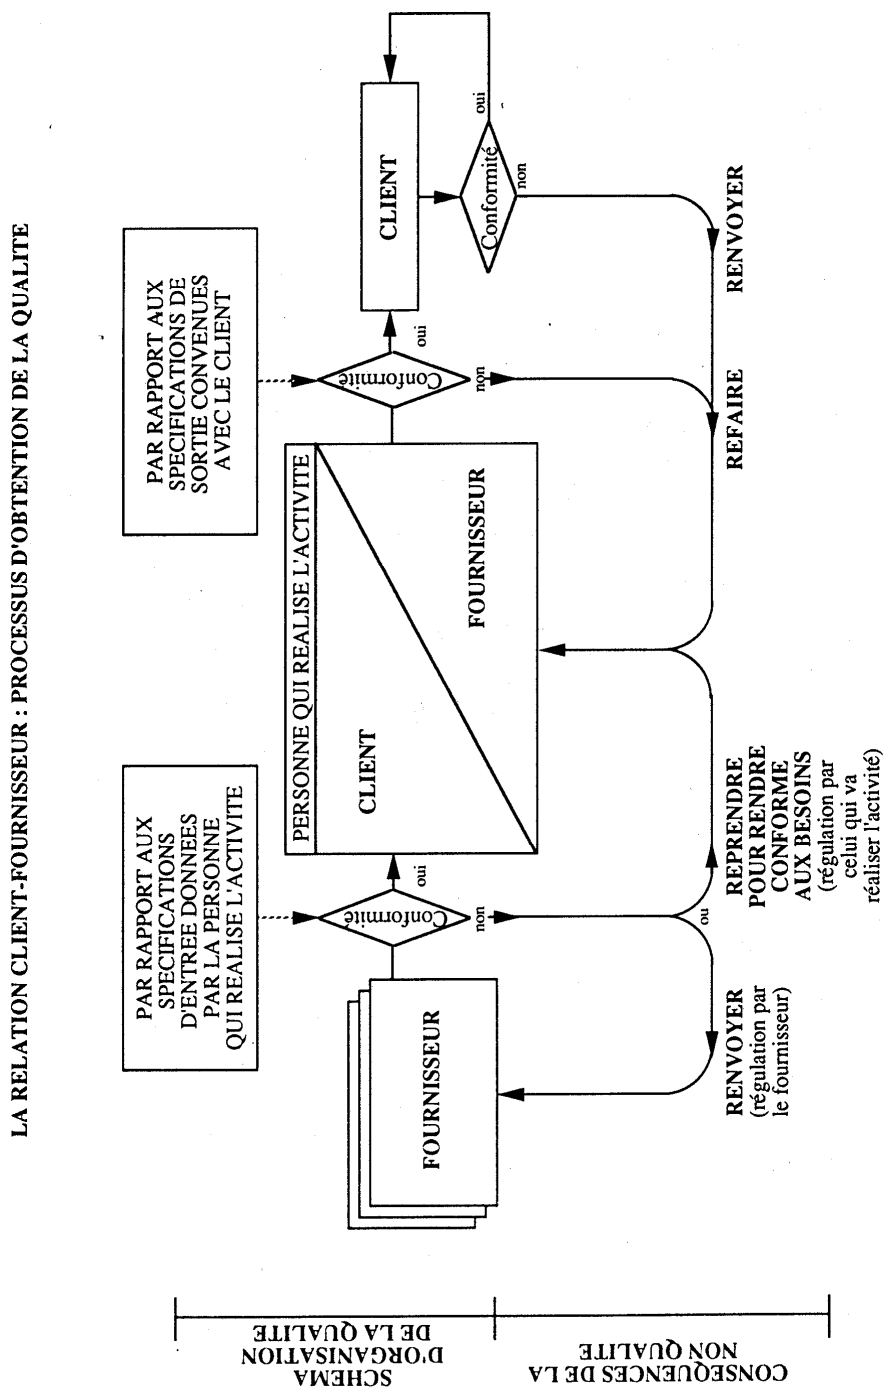 LA RELATION CLIENT-FOURNISSEUR : PROCESSUS D'OBTENTION DE LA QUALITE
SCHEMA
D'ORGANISATION
DE LA QUALITE
CONSEQUENCES DE LA
NON QUALITE
PAR RAPPORT AUX
SPECIFICATIONS
D'ENTREE DONNEES
PAR LA PERSONNE
QUI REALISE L'ACTIVITE
PAR RAPPORT AUX
SPECIFICATIONS DE
SORTIE CONVENUES
AVEC LE CLIENT
FOURNISSEUR
Conformité
oui
non
PERSONNE QUI REALISE L'ACTIVITE
CLIENT
FOURNISSEUR
Conformité
oui
non
CLIENT
Conformité
oui
non
ou
RENVOYER
(régulation par
le fournisseur)
REPRENDRE
POUR RENDRE
CONFORME
AUX BESOINS
(régulation par
celui qui va
réaliser l'activité)
REFAIRE
RENVOYER